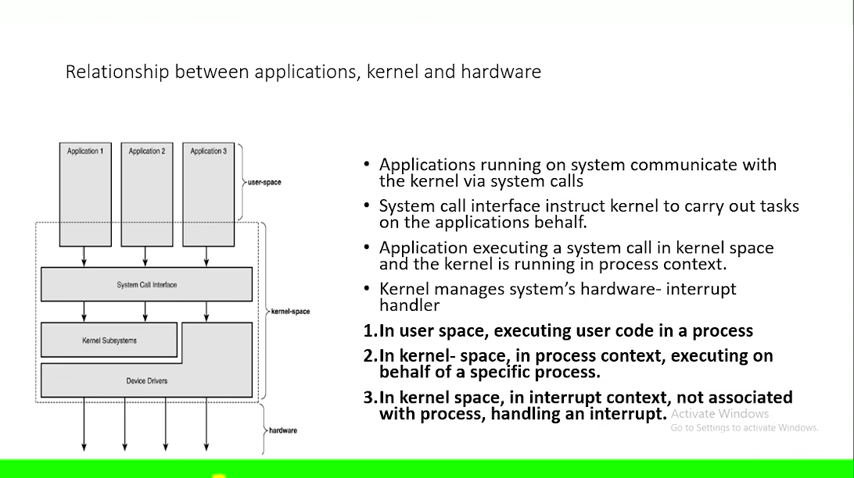 Relationship between applications, kernel and hardware
Application 1
Application 2
Application 3
user-space
System Call Interface
kernel-space
Kernel Subsystems
Device Drivers
hardware
• Applications running on system communicate with
the kernel via system calls
• System call interface instruct kernel to carry out tasks
on the applications behalf.
• Application executing a system call in kernel space
and the kernel is running in process context.
• Kernel manages system's hardware- interrupt
handler
1.In user space, executing user code in a process
2.In kernel- space, in process context, executing on
behalf of a specific process.
3.In kernel space, in interrupt context, not associated
with process, handling an interrupt.
Activate Windows
Go to Settings to activate Windows.